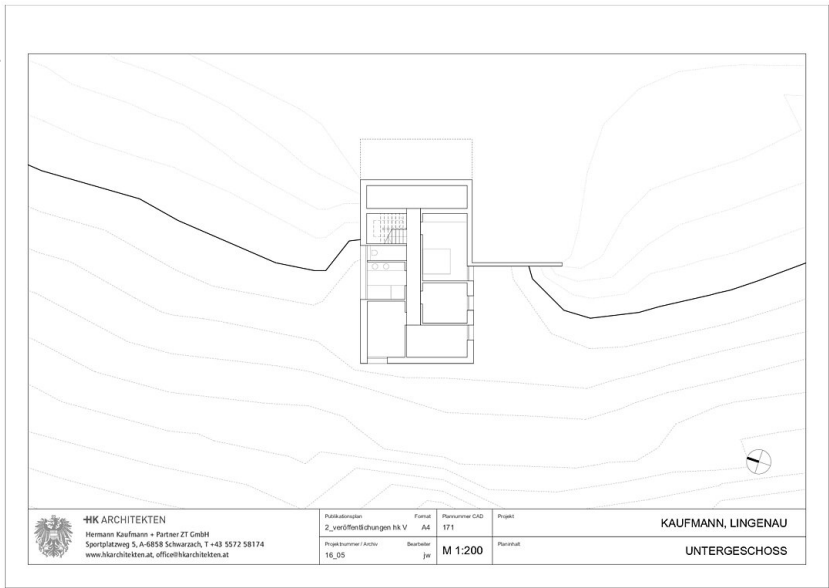 HK ARCHITEKTEN
Hermann Kaufmann + Partner ZT GmbH
Sportplatzweg 5, A-6858 Schwarzach, T +43 5572 58174
www.hkarchitekten.at, office@hkarchitekten.at
Publikationsplan Format
2_veröffentlichungen hk V A4
Projektnummer / Archiv Bearbeiter
16_05 jw
Plannummer CAD
171
M 1:200
Projekt
KAUFMANN, LINGENAU
Planinhalt
UNTERGESCHOSS